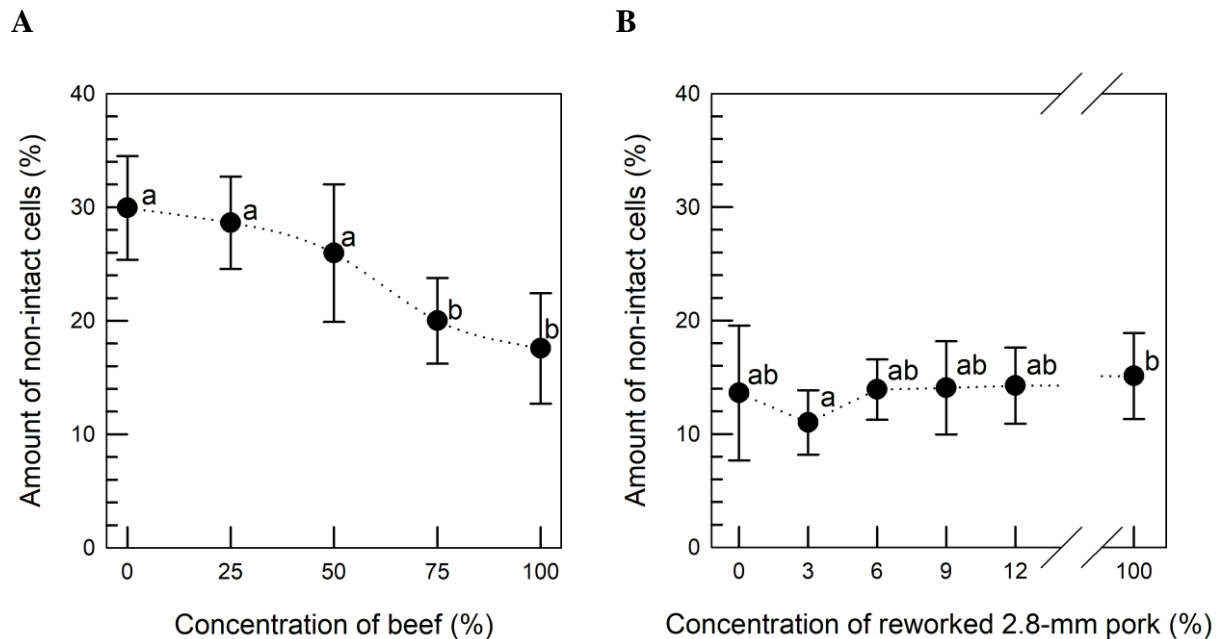 A
B
Amount of non-intact cells (%)
40
30
20
10
0
a
a
a
b
b
0 25 50 75 100
Concentration of beef (%)
Amount of non-intact cells (%)
40
30
20
10
0
ab
a
ab
ab
ab
b
0 3 6 9 12 100
Concentration of reworked 2.8-mm pork (%)